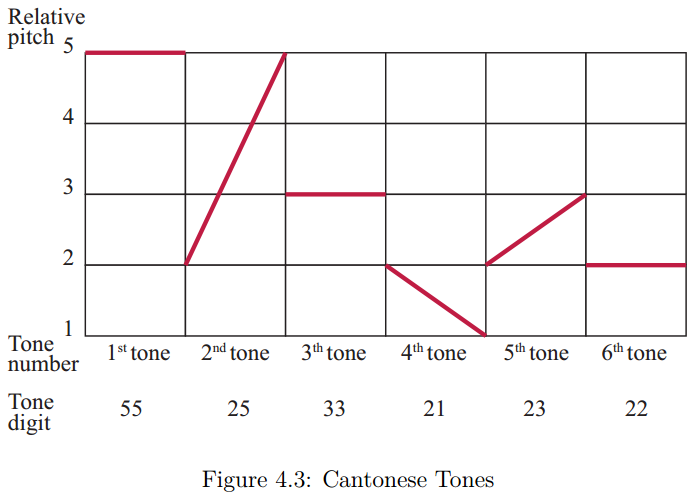 Relative
pitch
5
4
3
2
1
Tone
number
1st tone 2nd tone 3th tone 4th tone 5th tone 6th tone
Tone
digit
55 25 33 21 23 22
Figure 4.3: Cantonese Tones